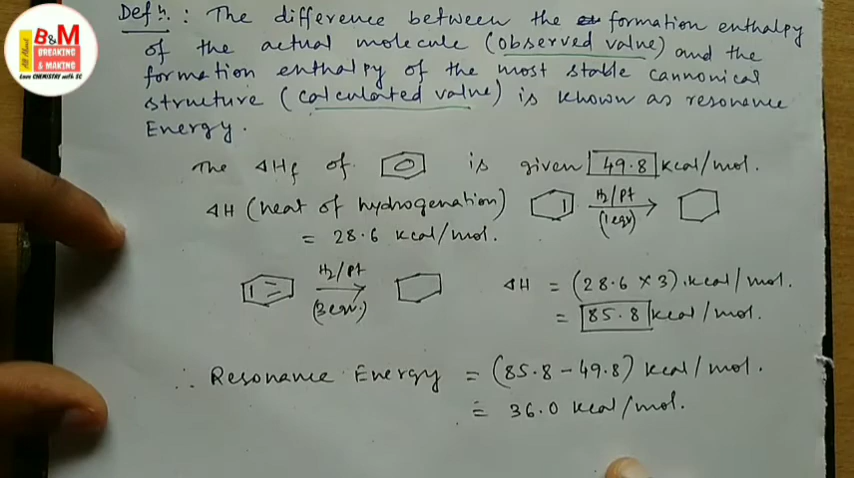 All About
B&M
BREAKING
& MAKING
Love CHEMISTRY with SC
Defn. : The difference between the formation enthalpy
of the actual molecule (observed value) and the
formation enthalpy of the most stable cannonical
structure (calculated value) is known as resonance
Energy.
The ΔHf of is given 49.8 Kcal/mol.
ΔH (heat of hydrogenation) H2/Pt (1eqv)
= 28.6 kcal/mol.
H2/Pt (3eqv.) ΔH = (28.6 × 3) kcal/mol.
= 85.8 kcal/mol.
∴ Resonance Energy = (85.8 - 49.8) kcal/mol.
= 36.0 kcal/mol.